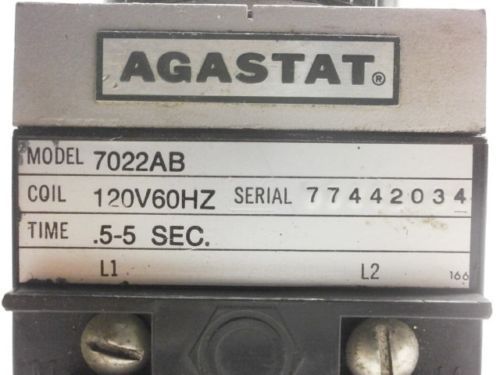 AGASTAT®
MODEL 7022AB
COIL 120V60HZ SERIAL 77442034
TIME .5-5 SEC.
L1 L2 166